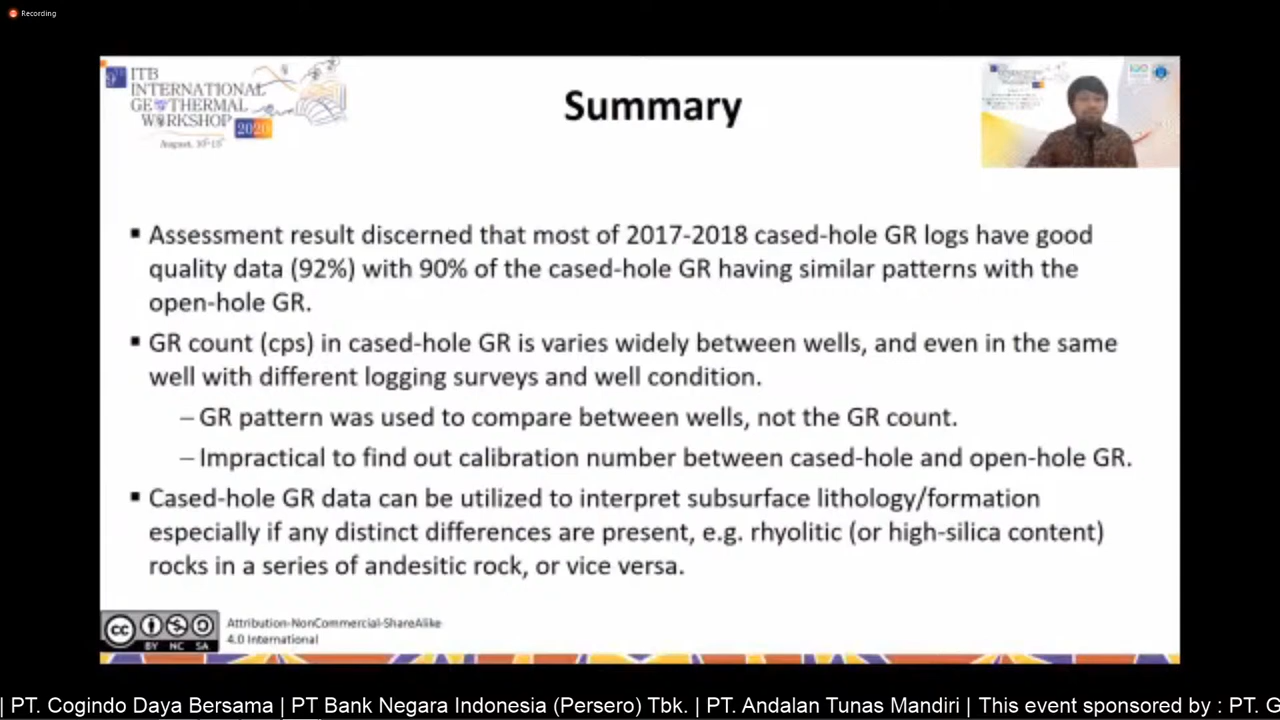 Recording
ITB
INTERNATIONAL
GEOTHERMAL
WORKSHOP
2020
August, 10th-13th
Summary
▪ Assessment result discerned that most of 2017-2018 cased-hole GR logs have good
quality data (92%) with 90% of the cased-hole GR having similar patterns with the
open-hole GR.
▪ GR count (cps) in cased-hole GR is varies widely between wells, and even in the same
well with different logging surveys and well condition.
– GR pattern was used to compare between wells, not the GR count.
– Impractical to find out calibration number between cased-hole and open-hole GR.
▪ Cased-hole GR data can be utilized to interpret subsurface lithology/formation
especially if any distinct differences are present, e.g. rhyolitic (or high-silica content)
rocks in a series of andesitic rock, or vice versa.
cc
BY NC SA
Attribution-NonCommercial-ShareAlike
4.0 International
| PT. Cogindo Daya Bersama | PT Bank Negara Indonesia (Persero) Tbk. | PT. Andalan Tunas Mandiri | This event sponsored by : PT. G